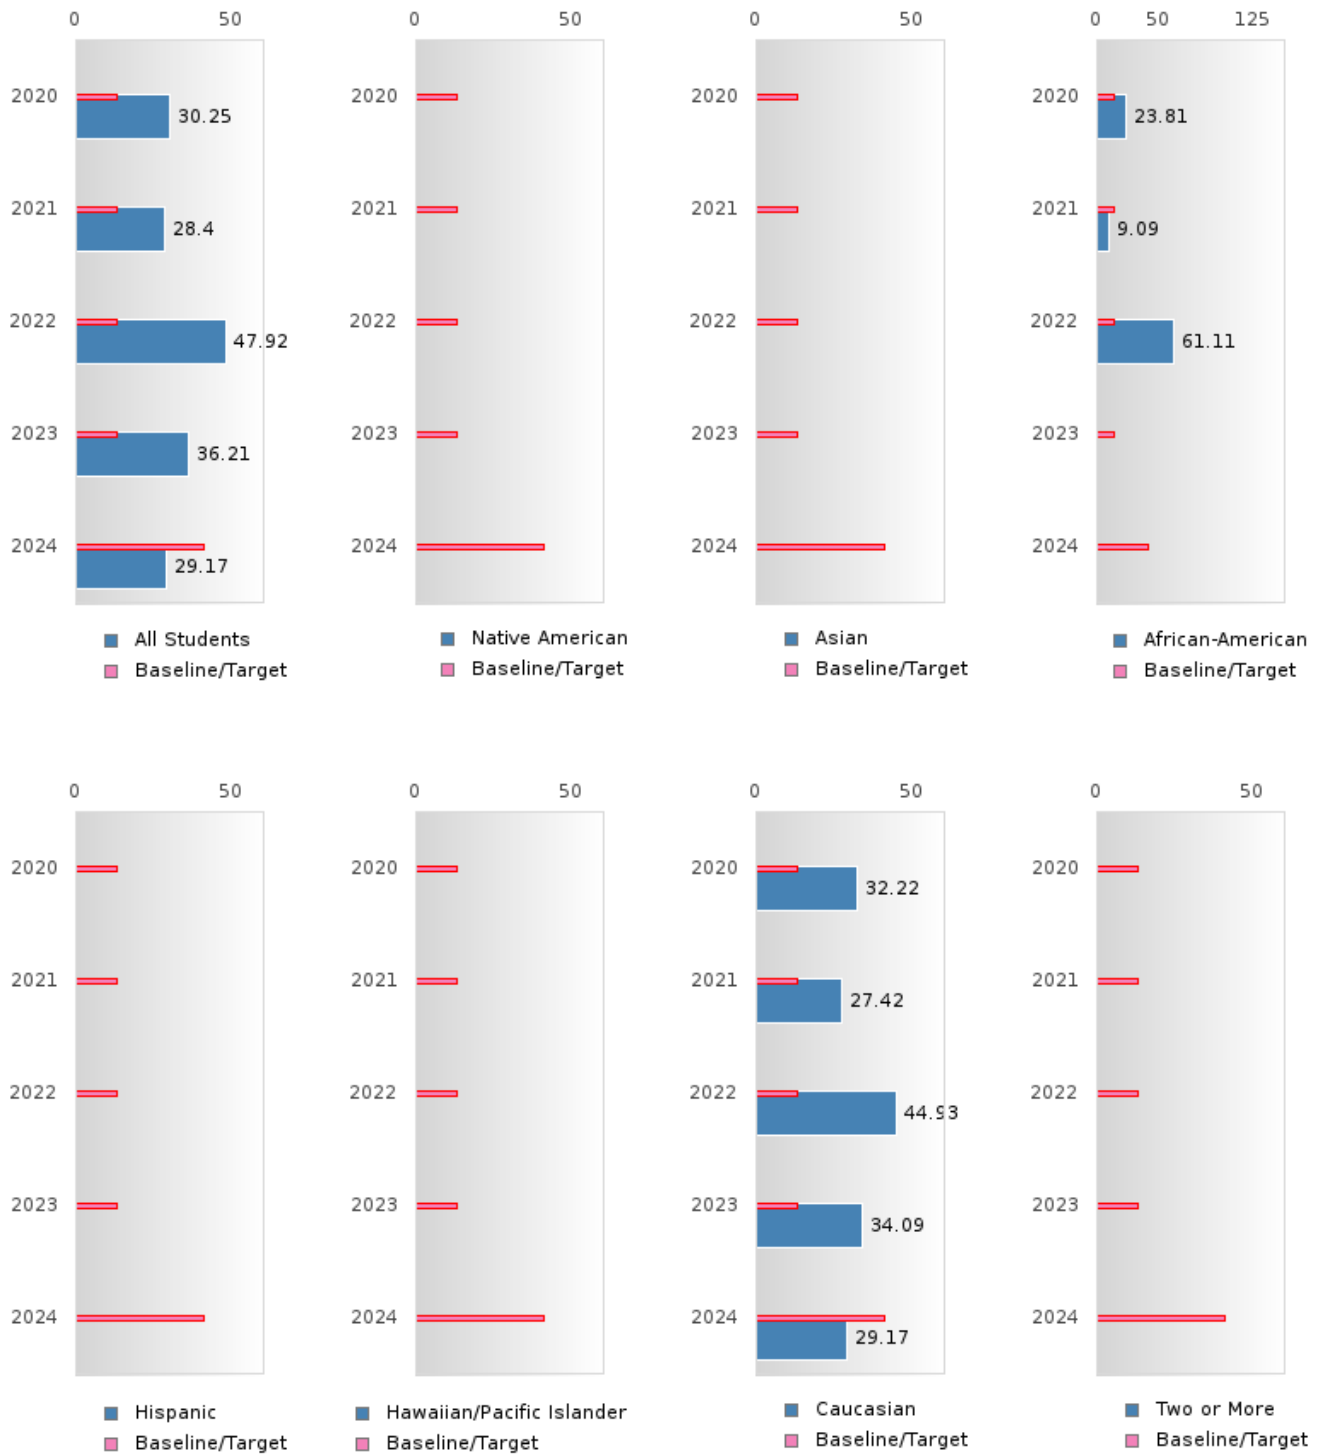 0 50
2020 30.25
2021 28.4
2022 47.92
2023 36.21
2024 29.17
All Students
Baseline/Target
0 50
2020
2021
2022
2023
2024
Native American
Baseline/Target
0 50
2020
2021
2022
2023
2024
Asian
Baseline/Target
0 50 125
2020 23.81
2021 9.09
2022 61.11
2023
2024
African-American
Baseline/Target
0 50
2020
2021
2022
2023
2024
Hispanic
Baseline/Target
0 50
2020
2021
2022
2023
2024
Hawaiian/Pacific Islander
Baseline/Target
0 50
2020 32.22
2021 27.42
2022 44.93
2023 34.09
2024 29.17
Caucasian
Baseline/Target
0 50
2020
2021
2022
2023
2024
Two or More
Baseline/Target